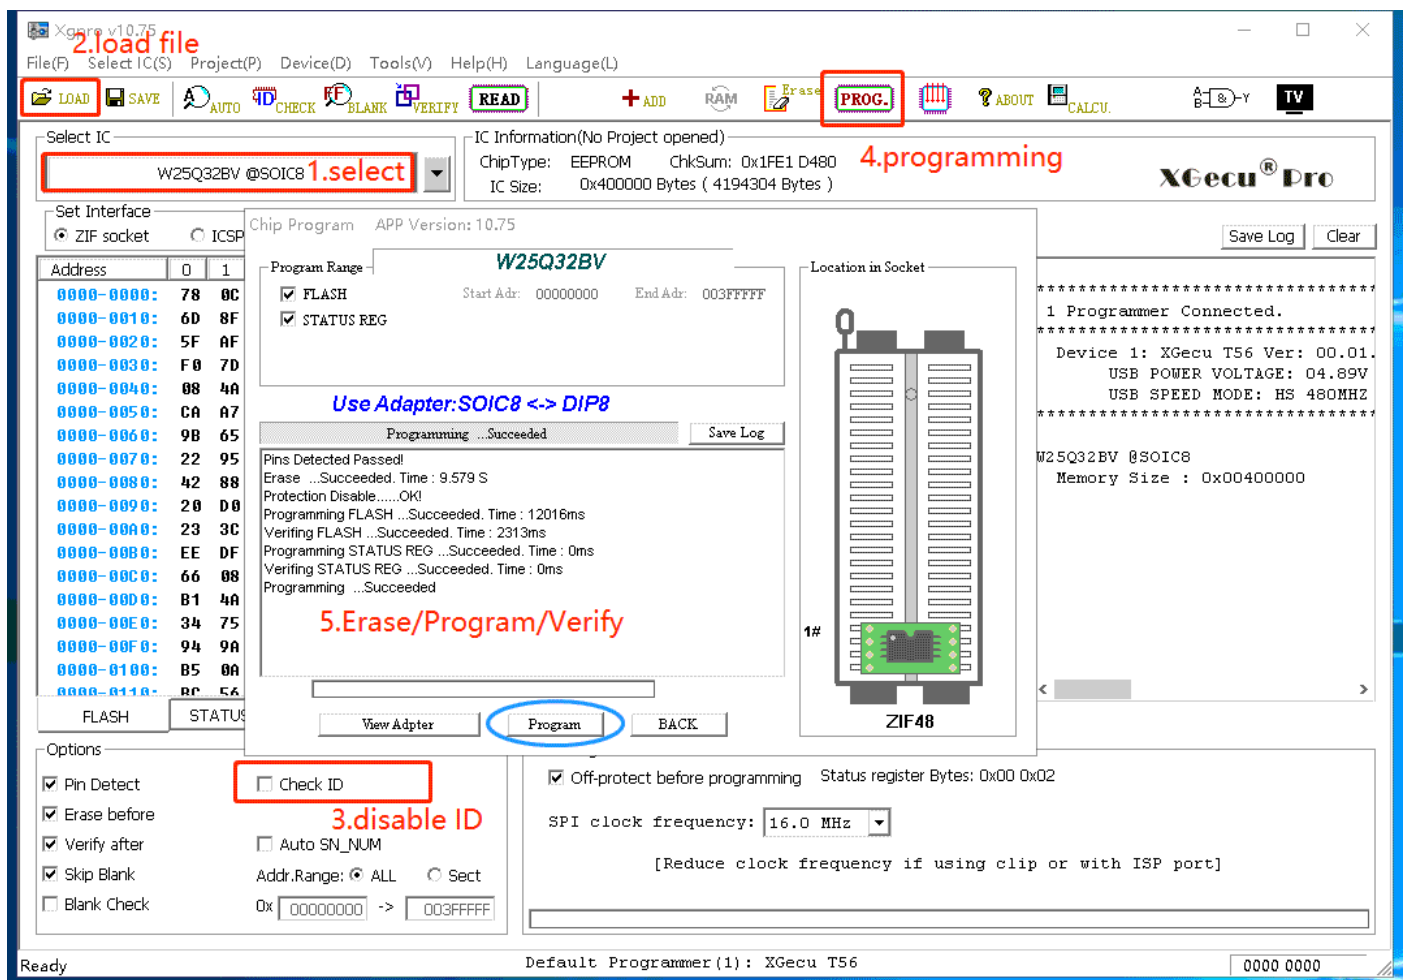 Xgpro v10.75
2.load file
File(F) Select IC(S) Project(P) Device(D) Tools(V) Help(H) Language(L)
LOAD SAVE AUTO CHECK BLANK VERIFY READ ADD RAM Erase PROG. ABOUT CALCU. TV
Select IC
W25Q32BV @SOIC8
1.select
IC Information(No Project opened)
ChipType: EEPROM ChkSum: 0x1FE1 D480
IC Size: 0x400000 Bytes ( 4194304 Bytes )
4.programming
XGecu® Pro
Set Interface
ZIF socket ICSP
Save Log Clear
Chip Program APP Version: 10.75
Address 0 1
0000-0000: 78 0C
0000-0010: 6D 8F
0000-0020: 5F AF
0000-0030: F0 7D
0000-0040: 08 4A
0000-0050: CA A7
0000-0060: 9B 65
0000-0070: 22 95
0000-0080: 42 88
0000-0090: 20 D0
0000-00A0: 23 3C
0000-00B0: EE DF
0000-00C0: 66 08
0000-00D0: B1 4A
0000-00E0: 34 75
0000-00F0: 94 9A
0000-0100: B5 0A
0000-0110: BC 56
FLASH STATUS
Program Range
W25Q32BV
FLASH Start Adr: 00000000 End Adr: 003FFFFF
STATUS REG
Use Adapter:SOIC8 <-> DIP8
Programming ...Succeeded Save Log
Pins Detected Passed!
Erase ...Succeeded. Time : 9.579 S
Protection Disable......OK!
Programming FLASH ...Succeeded. Time : 12016ms
Verifing FLASH ...Succeeded. Time : 2313ms
Programming STATUS REG ...Succeeded. Time : 0ms
Verifing STATUS REG ...Succeeded. Time : 0ms
Programming ...Succeeded
5.Erase/Program/Verify
View Adpter Program BACK
Location in Socket
1#
ZIF48
*********************************
1 Programmer Connected.
*********************************
Device 1: XGecu T56 Ver: 00.01.
USB POWER VOLTAGE: 04.89V
USB SPEED MODE: HS 480MHZ
*********************************
W25Q32BV @SOIC8
Memory Size : 0x00400000
Options
Pin Detect Check ID
3.disable ID
Erase before
Verify after Auto SN_NUM
Skip Blank Addr.Range: ALL Sect
Blank Check 0x 00000000 -> 003FFFFF
Off-protect before programming Status register Bytes: 0x00 0x02
SPI clock frequency: 16.0 MHz
[Reduce clock frequency if using clip or with ISP port]
Ready Default Programmer(1): XGecu T56 0000 0000